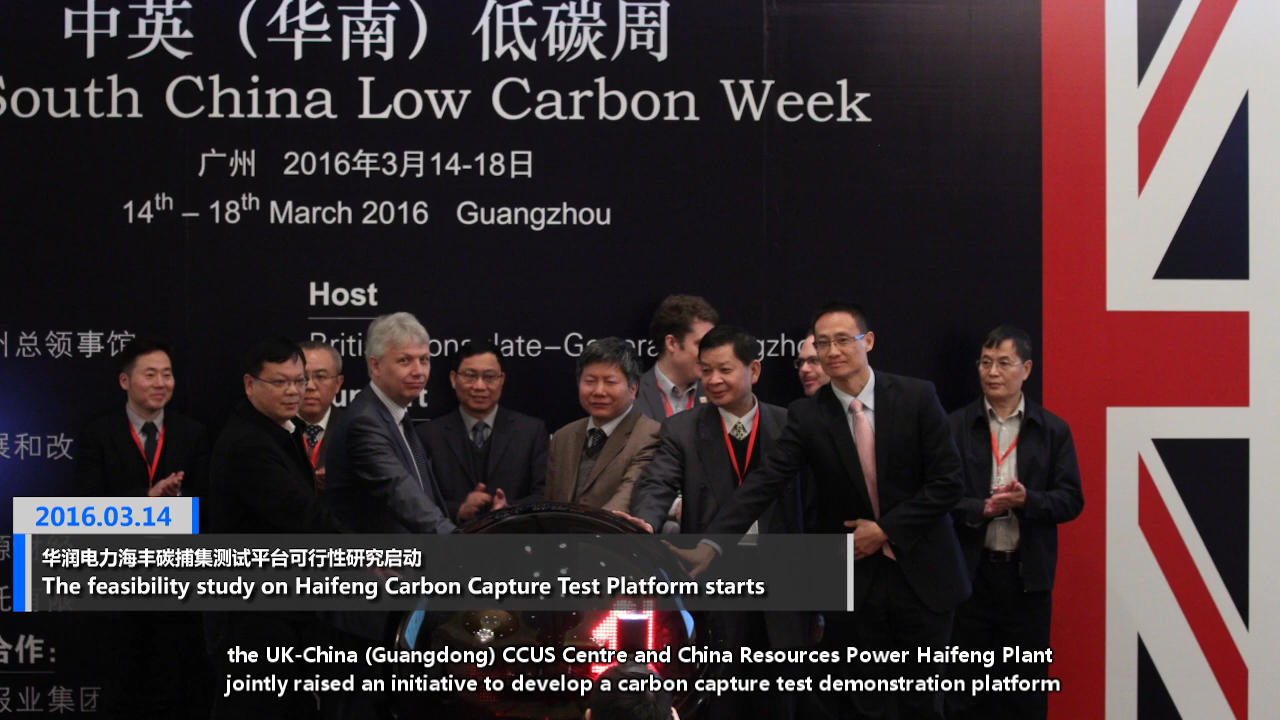 中英（华南）低碳周
South China Low Carbon Week
广州 2016年3月14-18日
14th – 18th March 2016 Guangzhou
Host
州总领事馆
展和改
2016.03.14
华润电力海丰碳捕集测试平台可行性研究启动
The feasibility study on Haifeng Carbon Capture Test Platform starts
合作:
报业集团
the UK-China (Guangdong) CCUS Centre and China Resources Power Haifeng Plant
jointly raised an initiative to develop a carbon capture test demonstration platform